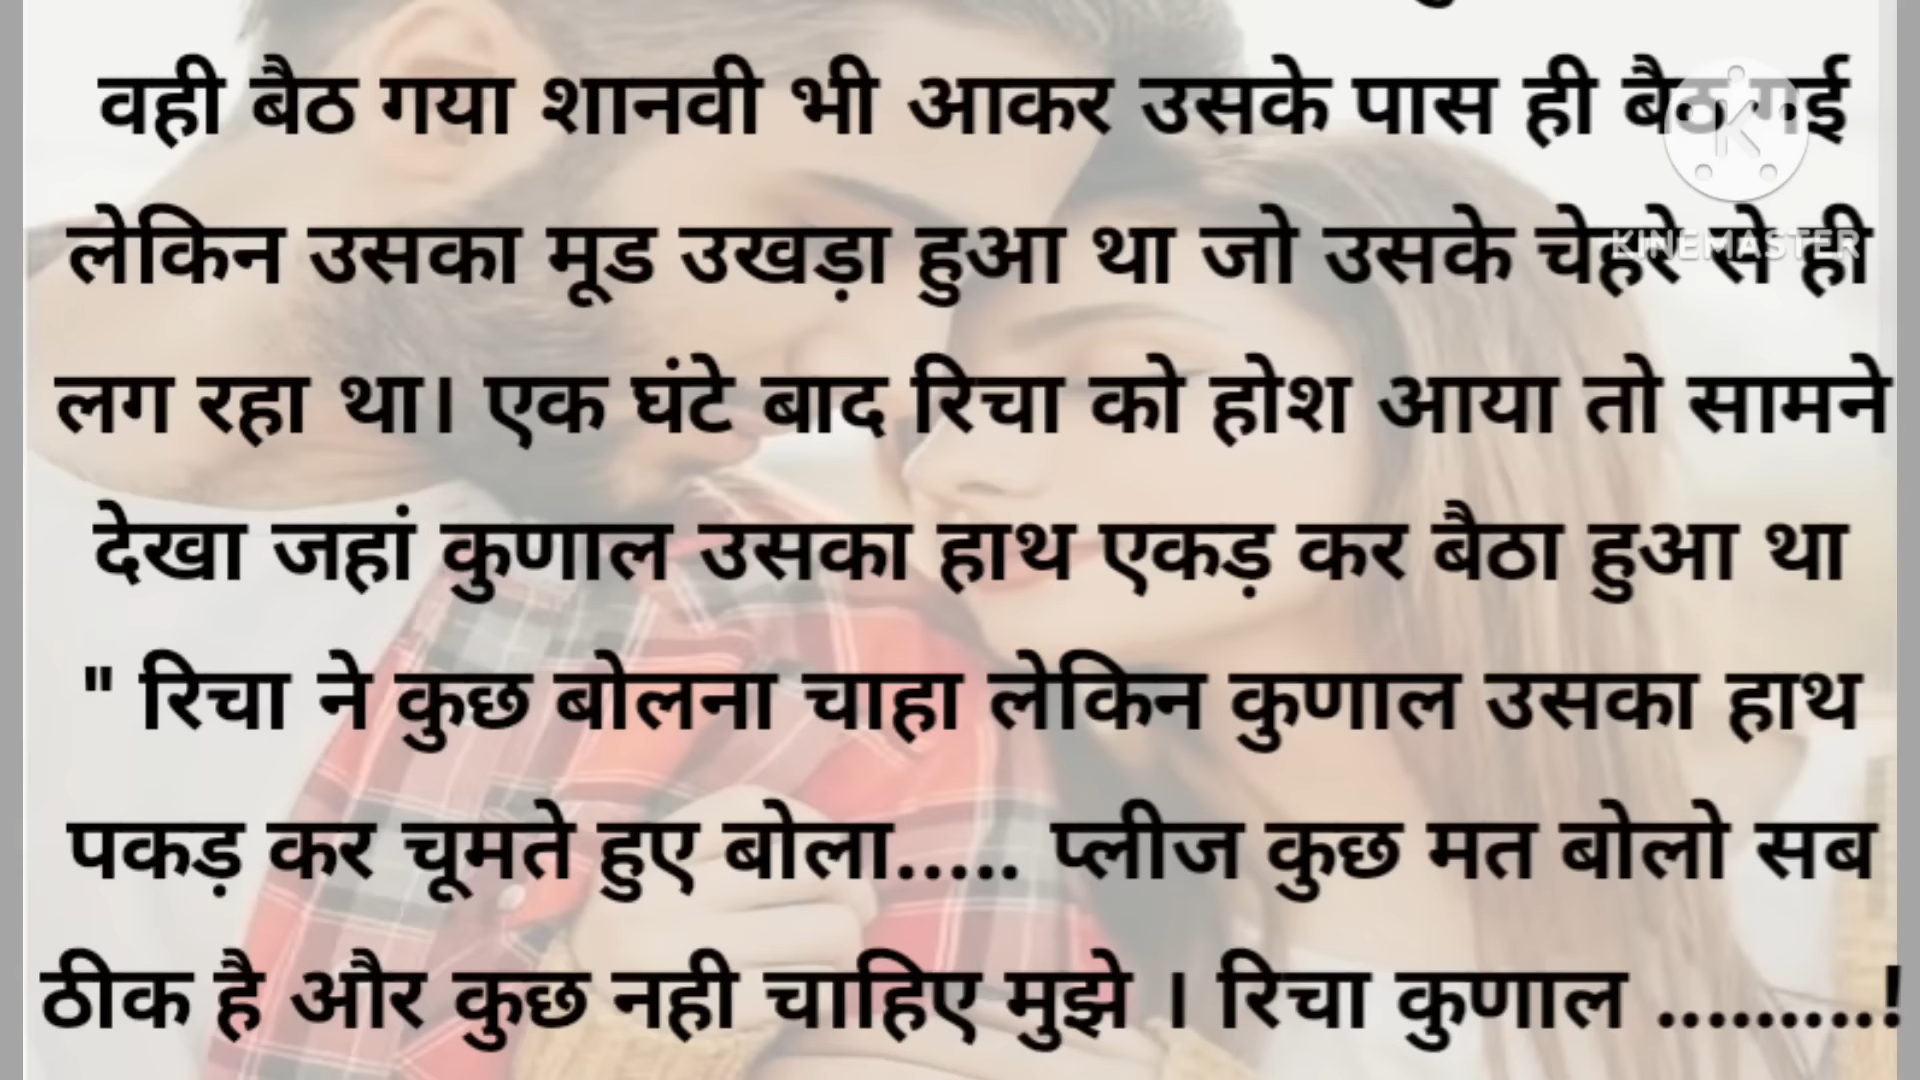 वही बैठ गया शानवी भी आकर उसके पास ही बैठ गई
लेकिन उसका मूड उखड़ा हुआ था जो उसके चेहरे से ही
KINEMASTER
लग रहा था। एक घंटे बाद रिचा को होश आया तो सामने
देखा जहां कुणाल उसका हाथ एकड़ कर बैठा हुआ था
" रिचा ने कुछ बोलना चाहा लेकिन कुणाल उसका हाथ
पकड़ कर चूमते हुए बोला..... प्लीज कुछ मत बोलो सब
ठीक है और कुछ नही चाहिए मुझे । रिचा कुणाल .........!